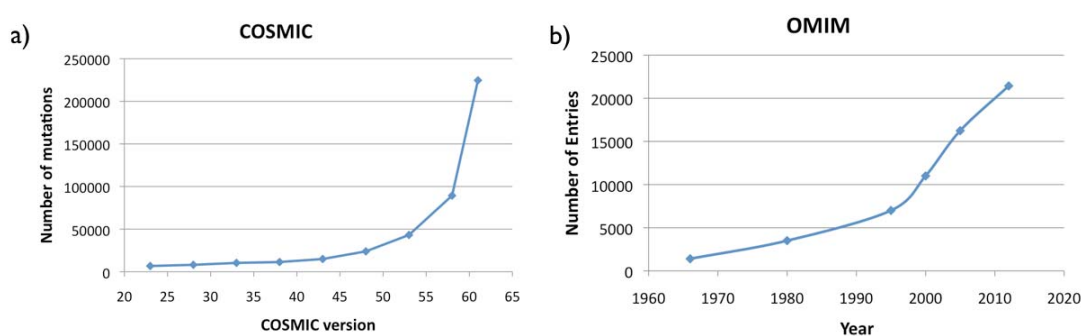 a)
COSMIC
Number of mutations
250000
200000
150000
100000
50000
0
20 25 30 35 40 45 50 55 60 65
COSMIC version
b)
OMIM
Number of Entries
25000
20000
15000
10000
5000
0
1960 1970 1980 1990 2000 2010 2020
Year